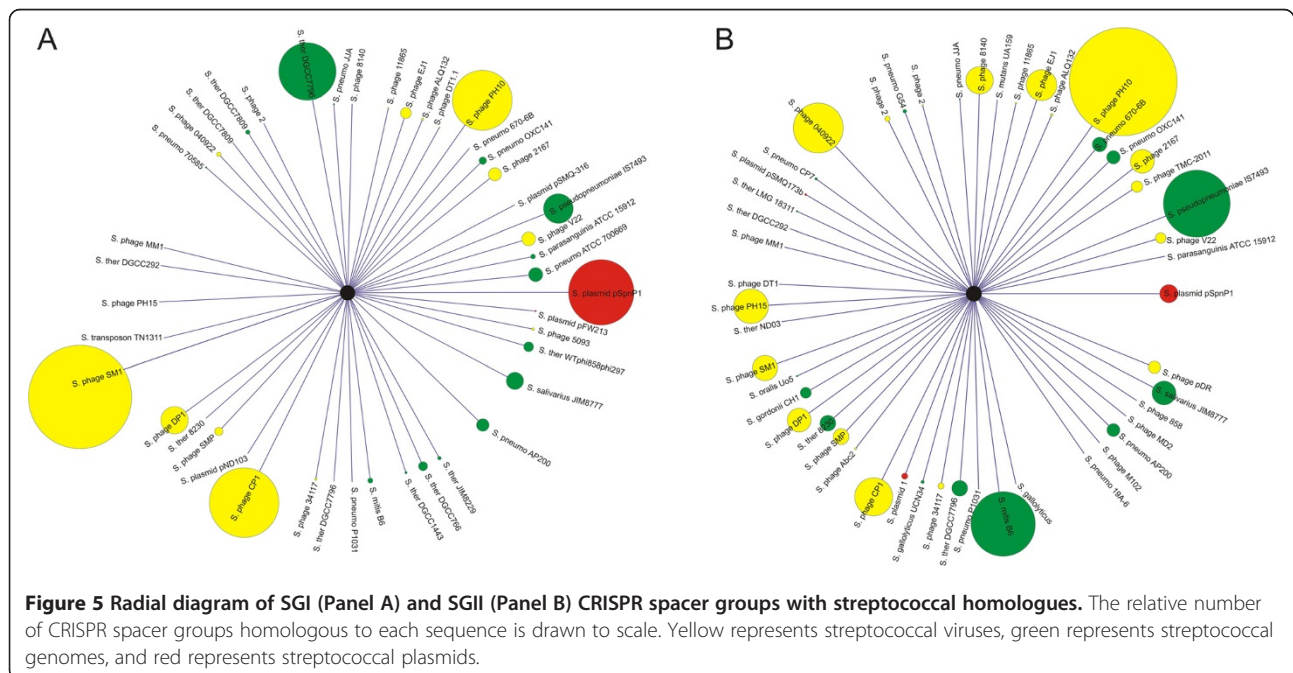 A
S. ther DGCC7796
S. pneumo JJA
S. phage 8140
S. phage 11865
S. phage EJ1
S. phage ALQ132
S. phage DT1.1
S. phage PH10
S. pneumo 670-6B
S. pneumo OXC141
S. phage 2167
S. plasmid pSMQ-316
S. pseudopneumoniae IS7493
S. phage V22
S. parasanguinis ATCC 15912
S. pneumo ATCC 700669
S. plasmid pSpnP1
S. plasmid pFW213
S. phage 5093
S. ther WTphi858phi297
S. salivarius JIM8777
S. pneumo AP200
S. ther JIM8229
S. ther DGCC766
S. ther DGCC1443
S. mitis B6
S. pneumo P1031
S. ther DGCC7796
S. phage 34117
S. phage CP1
S. plasmid pND103
S. phage SMP
S. ther 8230
S. phage DP1
S. phage SM1
S. transposon TN1311
S. phage PH15
S. ther DGCC292
S. phage MM1
S. pneumo 70585
S. phage 040922
S. ther DGCC7809
S. ther DGCC7809
S. phage 2
B
S. pneumo JJA
S. phage 8140
S. mutans UA159
S. phage 11865
S. phage EJ1
S. phage ALQ132
S. phage PH10
S. pneumo 670-6B
S. pneumo OXC141
S. phage 2167
S. phage TMC-2011
S. pseudopneumoniae IS7493
S. phage V22
S. parasanguinis ATCC 15912
S. plasmid pSpnP1
S. phage pDR
S. salivarius JIM8777
S. phage 858
S. phage MD2
S. pneumo AP200
S. phage M102
S. pneumo 19A-6
S. gallolyticus
S. mitis B6
S. pneumo P1031
S. ther DGCC7796
S. phage 34117
S. gallolyticus UCN34
S. plasmid 1
S. phage CP1
S. phage Abc2
S. phage SMP
S. ther 8230
S. phage DP1
S. gordonii CH1
S. oralis Uo5
S. phage SM1
S. ther ND03
S. phage PH15
S. phage DT1
S. phage MM1
S. ther DGCC292
S. ther LMG 18311
S. plasmid pSMQ173b
S. pneumo CP7
S. phage 040922
S. phage 2
S. pneumo G54
S. phage 2
Figure 5 Radial diagram of SGI (Panel A) and SGII (Panel B) CRISPR spacer groups with streptococcal homologues. The relative number
of CRISPR spacer groups homologous to each sequence is drawn to scale. Yellow represents streptococcal viruses, green represents streptococcal
genomes, and red represents streptococcal plasmids.